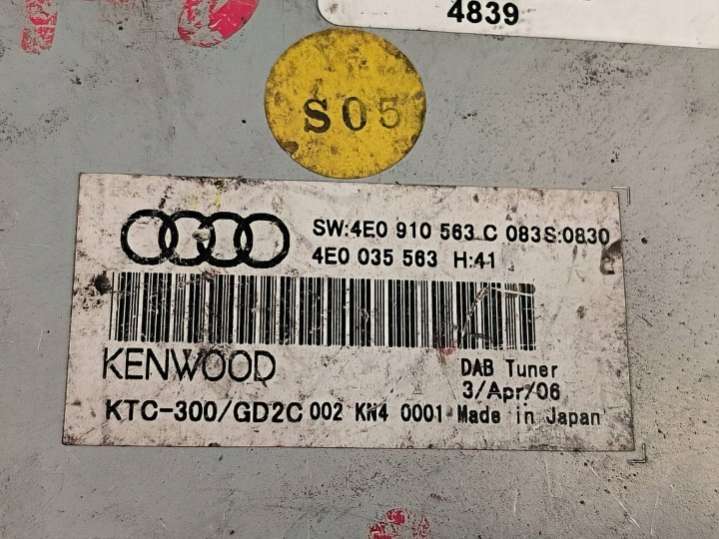 4839
S05
SW:4E0 910 563 C 083S:0830
4E0 035 563 H:41
KENWOOD
DAB Tuner
3/Apr/06
KTC-300/GD2C 002 KN4 0001 Made in Japan